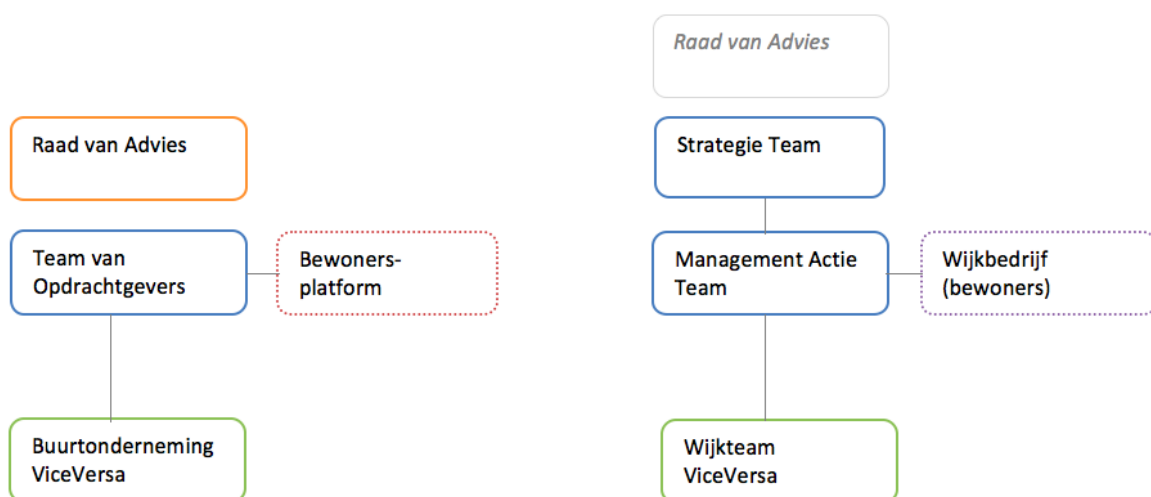 Raad van Advies
Team van
Opdrachtgevers
Bewoners-
platform
Buurtonderneming
ViceVersa
Raad van Advies
Strategie Team
Management Actie
Team
Wijkbedrijf
(bewoners)
Wijkteam
ViceVersa